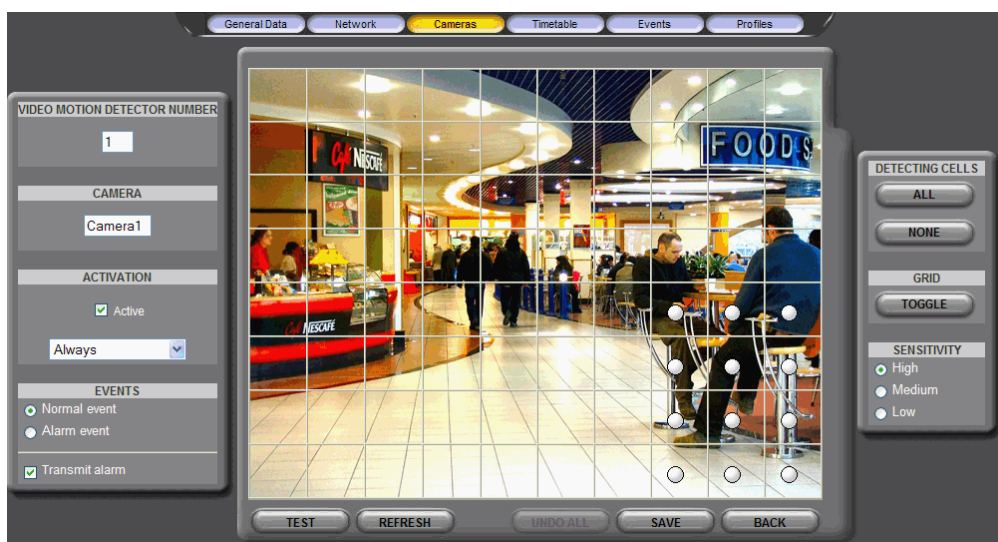 General Data Network Cameras Timetable Events Profiles
VIDEO MOTION DETECTOR NUMBER
1
CAMERA
Camera1
ACTIVATION
Active
Always
EVENTS
Normal event
Alarm event
Transmit alarm
Café NESCAFÉ
FOODS
Café NESCAFÉ
TEST REFRESH UNDO ALL SAVE BACK
DETECTING CELLS
ALL
NONE
GRID
TOGGLE
SENSITIVITY
High
Medium
Low